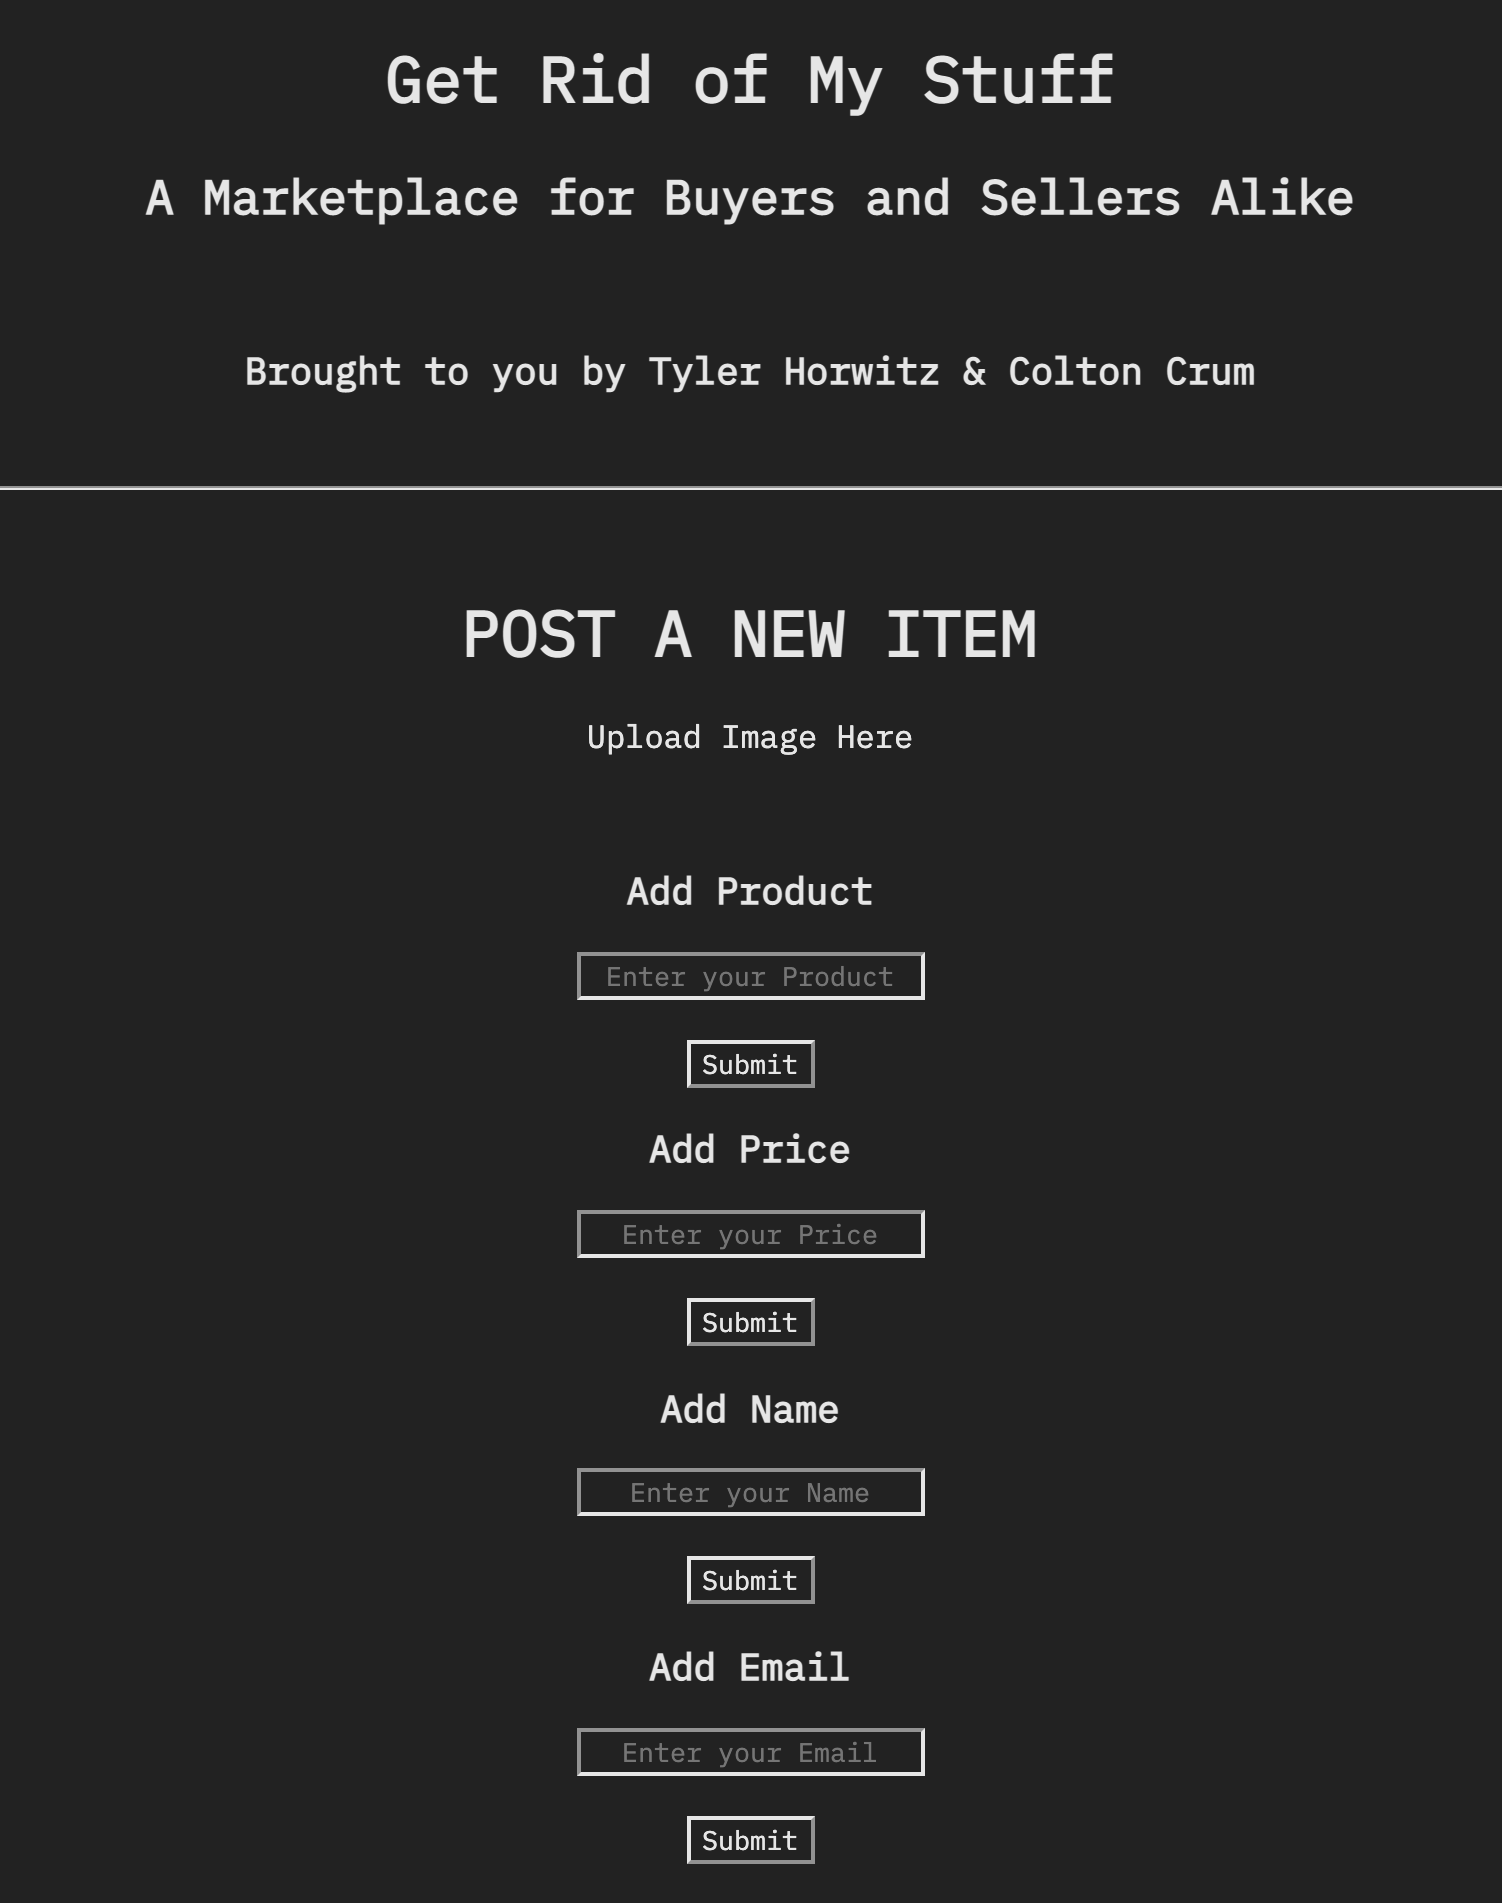 Get Rid of My Stuff
A Marketplace for Buyers and Sellers Alike
Brought to you by Tyler Horwitz & Colton Crum
POST A NEW ITEM
Upload Image Here
Add Product
Enter your Product
Submit
Add Price
Enter your Price
Submit
Add Name
Enter your Name
Submit
Add Email
Enter your Email
Submit